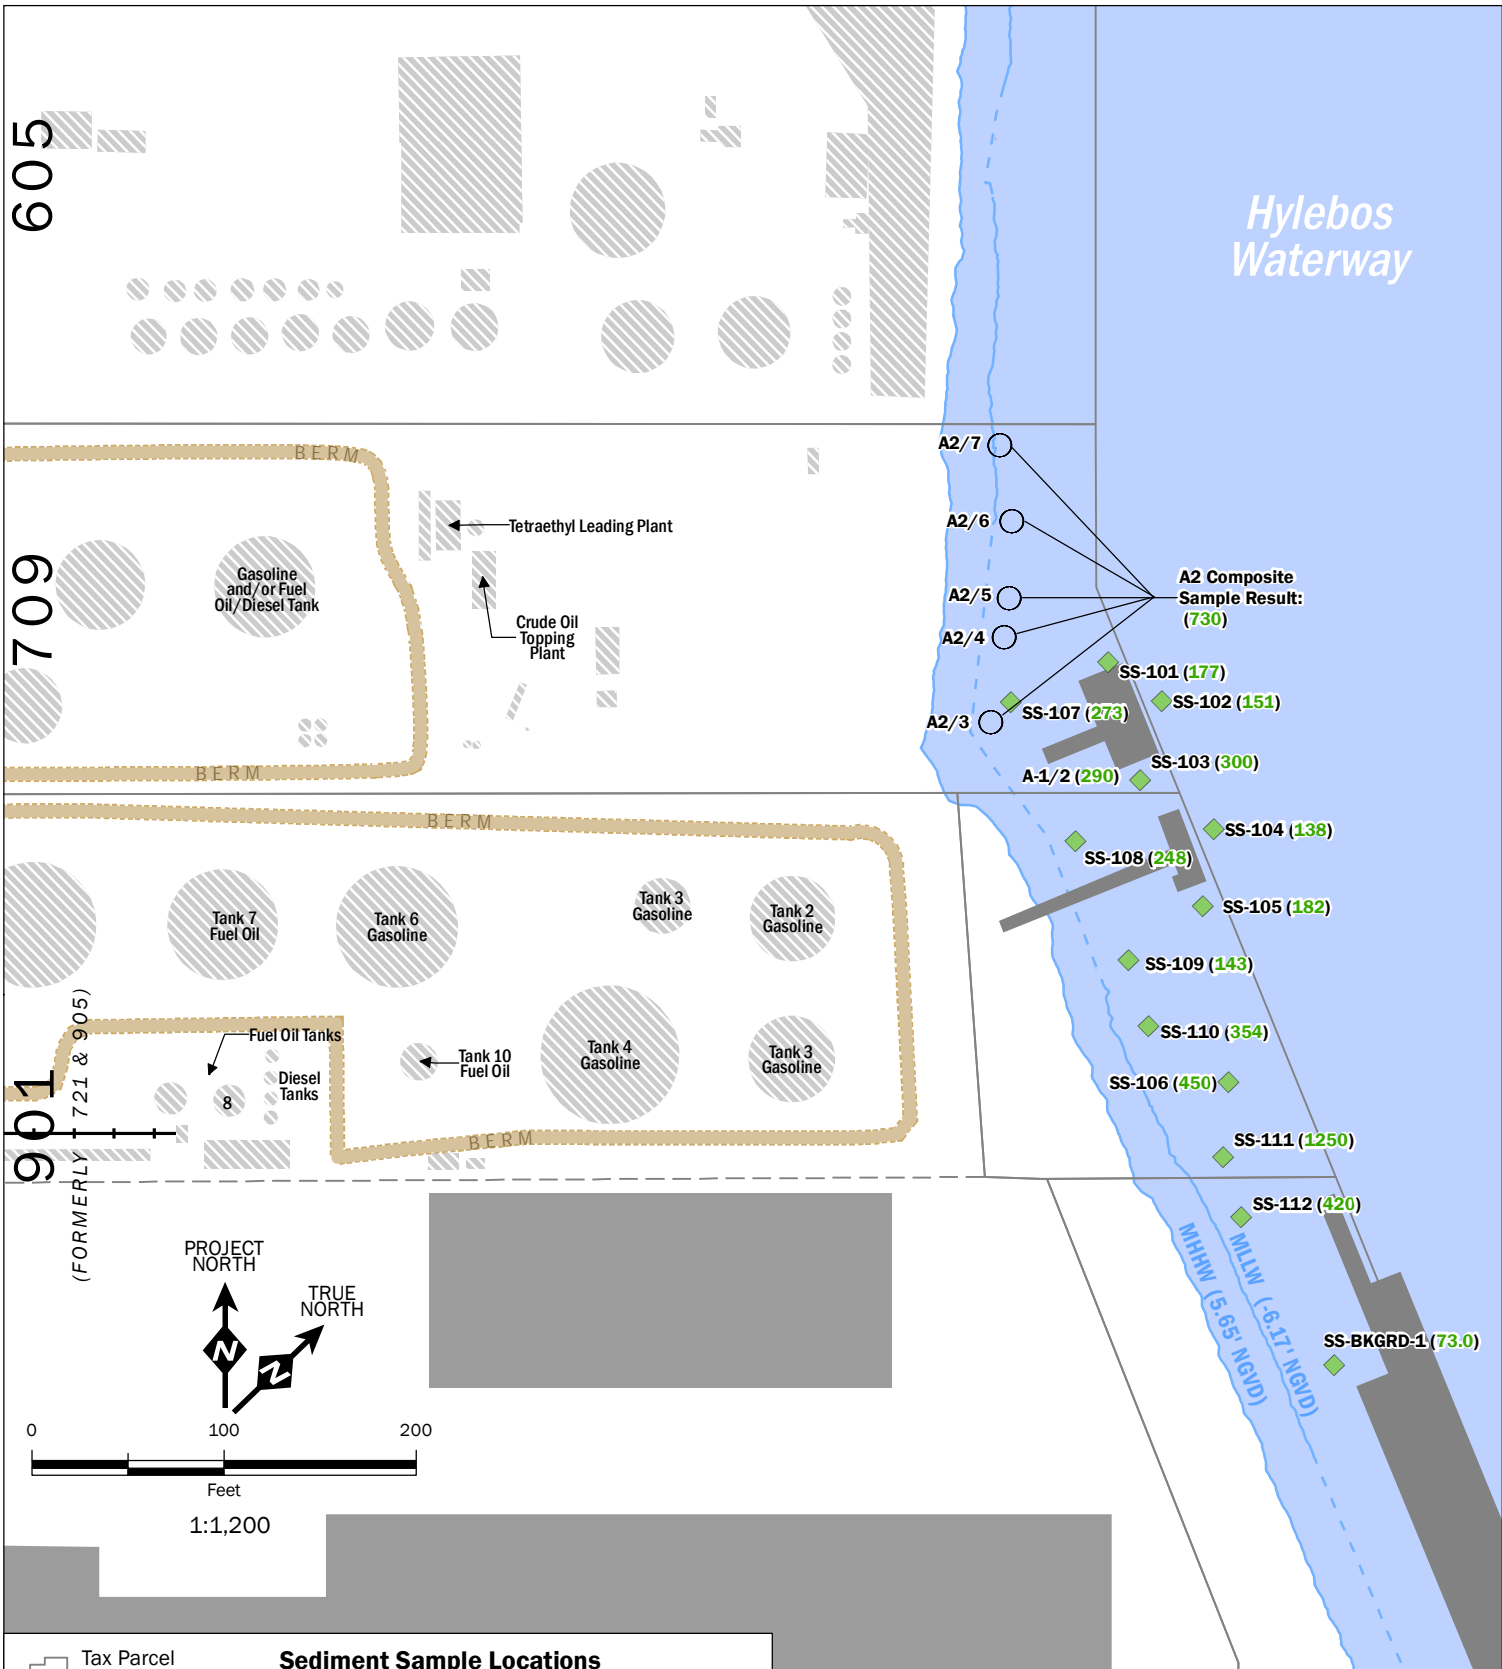 605
Hylebos
Waterway
BERM
A2/7
A2/6
Tetraethyl Leading Plant
709
Gasoline
and/or Fuel
Oil/Diesel Tank
A2/5
A2 Composite
Sample Result:
(730)
Crude Oil
Topping
Plant
A2/4
SS-101 (177)
SS-102 (151)
SS-107 (273)
A2/3
SS-103 (300)
A-1/2 (290)
BERM
BERM
SS-104 (138)
SS-108 (248)
Tank 7
Fuel Oil
Tank 6
Gasoline
Tank 3
Gasoline
Tank 2
Gasoline
SS-105 (182)
SS-109 (143)
901
(FORMERLY 721 & 905)
Fuel Oil Tanks
SS-110 (354)
Tank 10
Fuel Oil
Tank 4
Gasoline
Tank 3
Gasoline
Diesel
Tanks
8
SS-106 (450)
BERM
SS-111 (1250)
SS-112 (420)
MHHW (5.65' NGVD)
MLLW (-6.17' NGVD)
PROJECT
NORTH
TRUE
NORTH
N
N
SS-BKGRD-1 (73.0)
0 100 200
Feet
1:1,200
Tax Parcel
Sediment Sample Locations